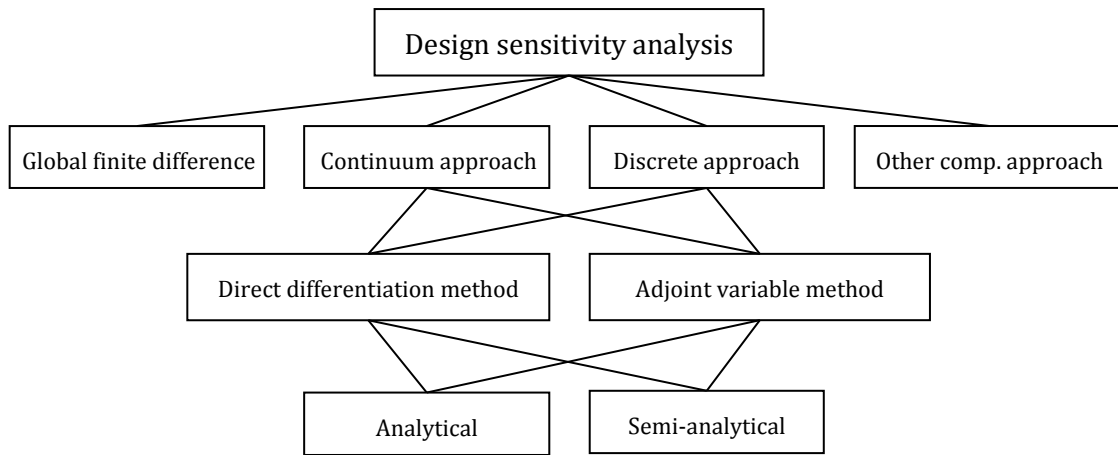 Design sensitivity analysis
Global finite difference
Continuum approach
Discrete approach
Other comp. approach
Direct differentiation method
Adjoint variable method
Analytical
Semi-analytical